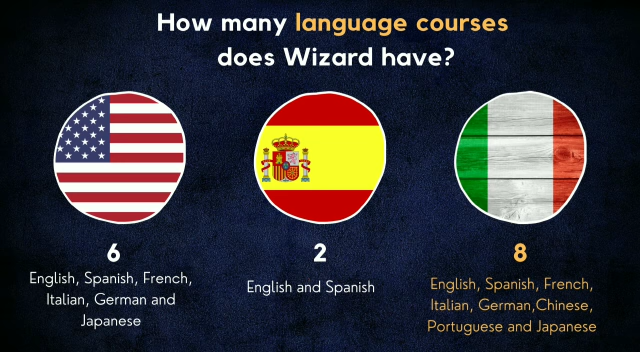 How many language courses
does Wizard have?
6
English, Spanish, French,
Italian, German and
Japanese
2
English and Spanish
8
English, Spanish, French,
Italian, German,Chinese,
Portuguese and Japanese